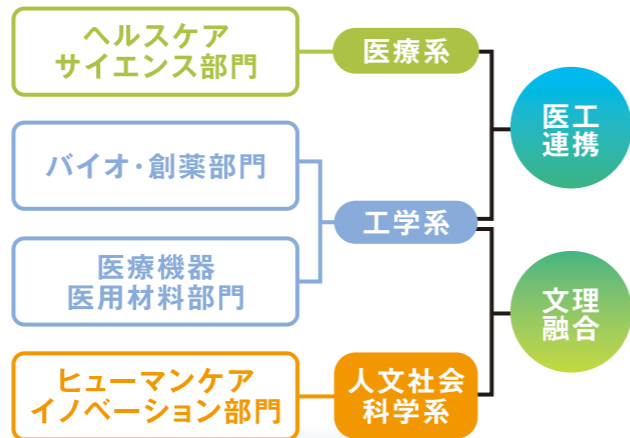 ヘルスケア
サイエンス部門
医療系
医工
連携
バイオ・創薬部門
工学系
医療機器
医用材料部門
文理
融合
ヒューマンケア
イノベーション部門
人文社会
科学系